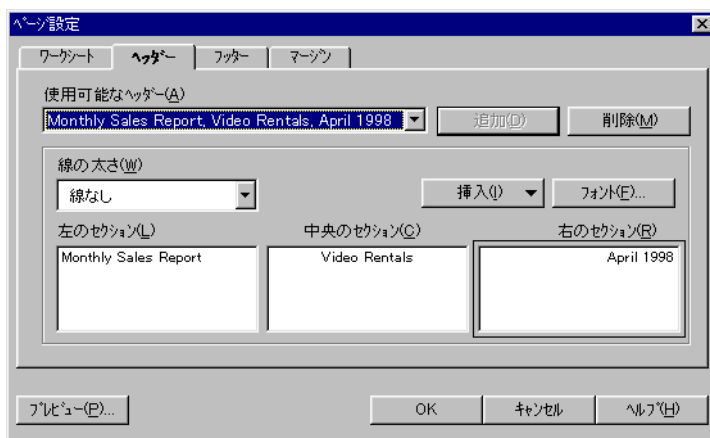 ﾍﾟｰｼﾞ設定
ﾜｰｸｼｰﾄ ﾍｯﾀﾞｰ ﾌｯﾀｰ ﾏｰｼﾞﾝ
使用可能なﾍｯﾀﾞｰ(A)
Monthly Sales Report, Video Rentals, April 1998 追加(D) 削除(M)
線の太さ(W)
線なし 挿入(I) ﾌｫﾝﾄ(F)...
左のｾｸｼｮﾝ(L) 中央のｾｸｼｮﾝ(C) 右のｾｸｼｮﾝ(R)
Monthly Sales Report Video Rentals April 1998
ﾌﾟﾚﾋﾞｭｰ(P)... OK ｷｬﾝｾﾙ ﾍﾙﾌﾟ(H)